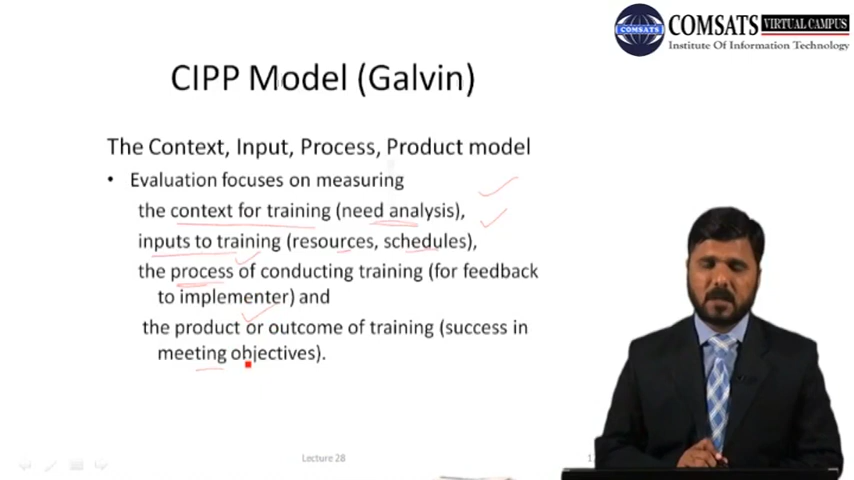 COMSATS VIRTUAL CAMPUS
COMSATS
Institute Of Information Technology
CIPP Model (Galvin)
The Context, Input, Process, Product model
• Evaluation focuses on measuring
the context for training (need analysis),
inputs to training (resources, schedules),
the process of conducting training (for feedback
to implementer) and
the product or outcome of training (success in
meeting objectives).
Lecture 28